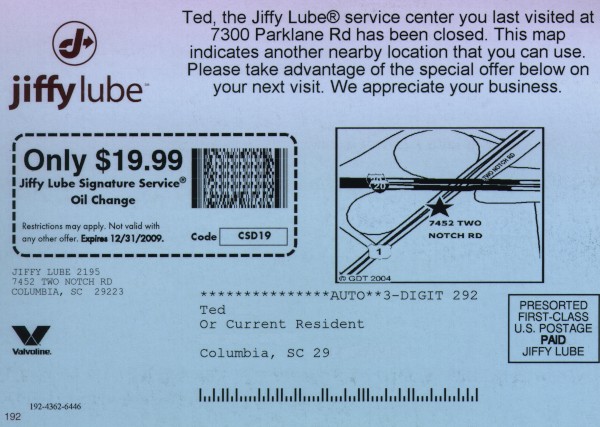 Ted, the Jiffy Lube® service center you last visited at
7300 Parklane Rd has been closed. This map
indicates another nearby location that you can use.
Please take advantage of the special offer below on
your next visit. We appreciate your business.
jiffy lube™
Only $19.99
Jiffy Lube Signature Service®
Oil Change
Restrictions may apply. Not valid with
any other offer. Expires 12/31/2009.
Code CSD19
TWO NOTCH RD
20
7452 TWO
NOTCH RD
1
© GDT 2004
JIFFY LUBE 2195
7452 TWO NOTCH RD
COLUMBIA, SC 29223
***************AUTO**3-DIGIT 292
Ted
Or Current Resident
Columbia, SC 29
PRESORTED
FIRST-CLASS
U.S. POSTAGE
PAID
JIFFY LUBE
Valvoline.
192-4362-6446
192